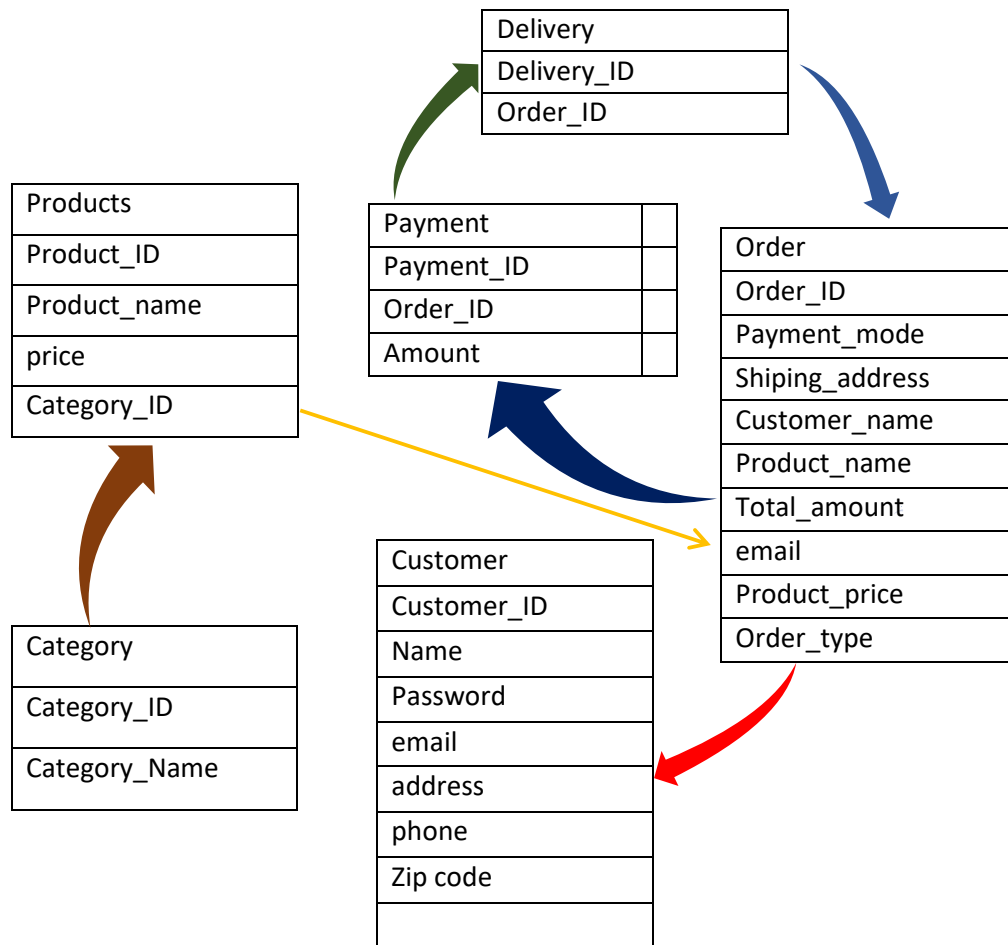 Delivery
Delivery_ID
Order_ID
Products
Product_ID
Product_name
price
Category_ID
Payment
Payment_ID
Order_ID
Amount
Order
Order_ID
Payment_mode
Shiping_address
Customer_name
Product_name
Total_amount
email
Product_price
Order_type
Customer
Customer_ID
Name
Password
email
address
phone
Zip code
Category
Category_ID
Category_Name